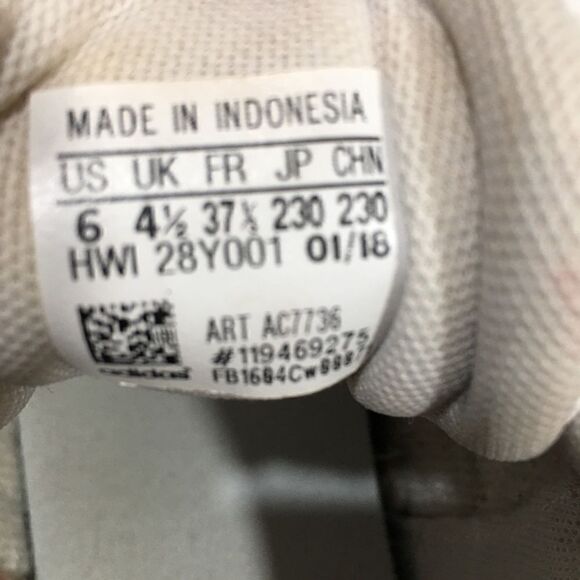 MADE IN INDONESIA
US UK FR JP CHN
6 4½ 37⅓ 230 230
HWI 28Y001 01/18
ART AC7736
#119469275
adidas